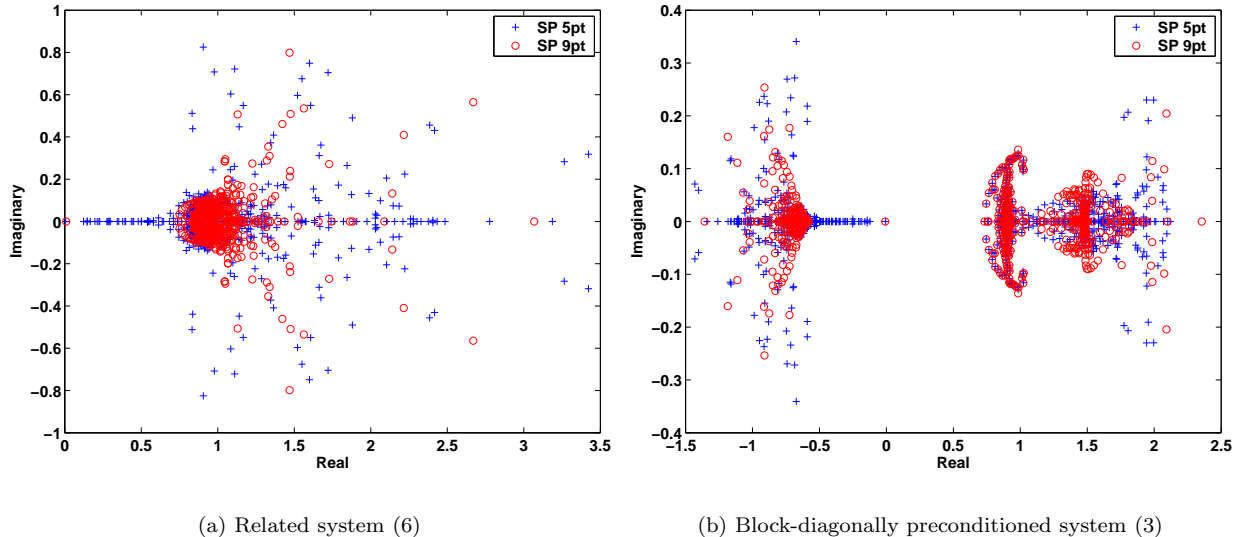 1
0.8
0.6
0.4
0.2
0
−0.2
−0.4
−0.6
−0.8
−1
Imaginary
0 0.5 1 1.5 2 2.5 3 3.5
Real
SP 5pt
SP 9pt
(a) Related system (6)
0.4
0.3
0.2
0.1
0
−0.1
−0.2
−0.3
−0.4
Imaginary
−1.5 −1 −0.5 0 0.5 1 1.5 2 2.5
Real
SP 5pt
SP 9pt
(b) Block-diagonally preconditioned system (3)